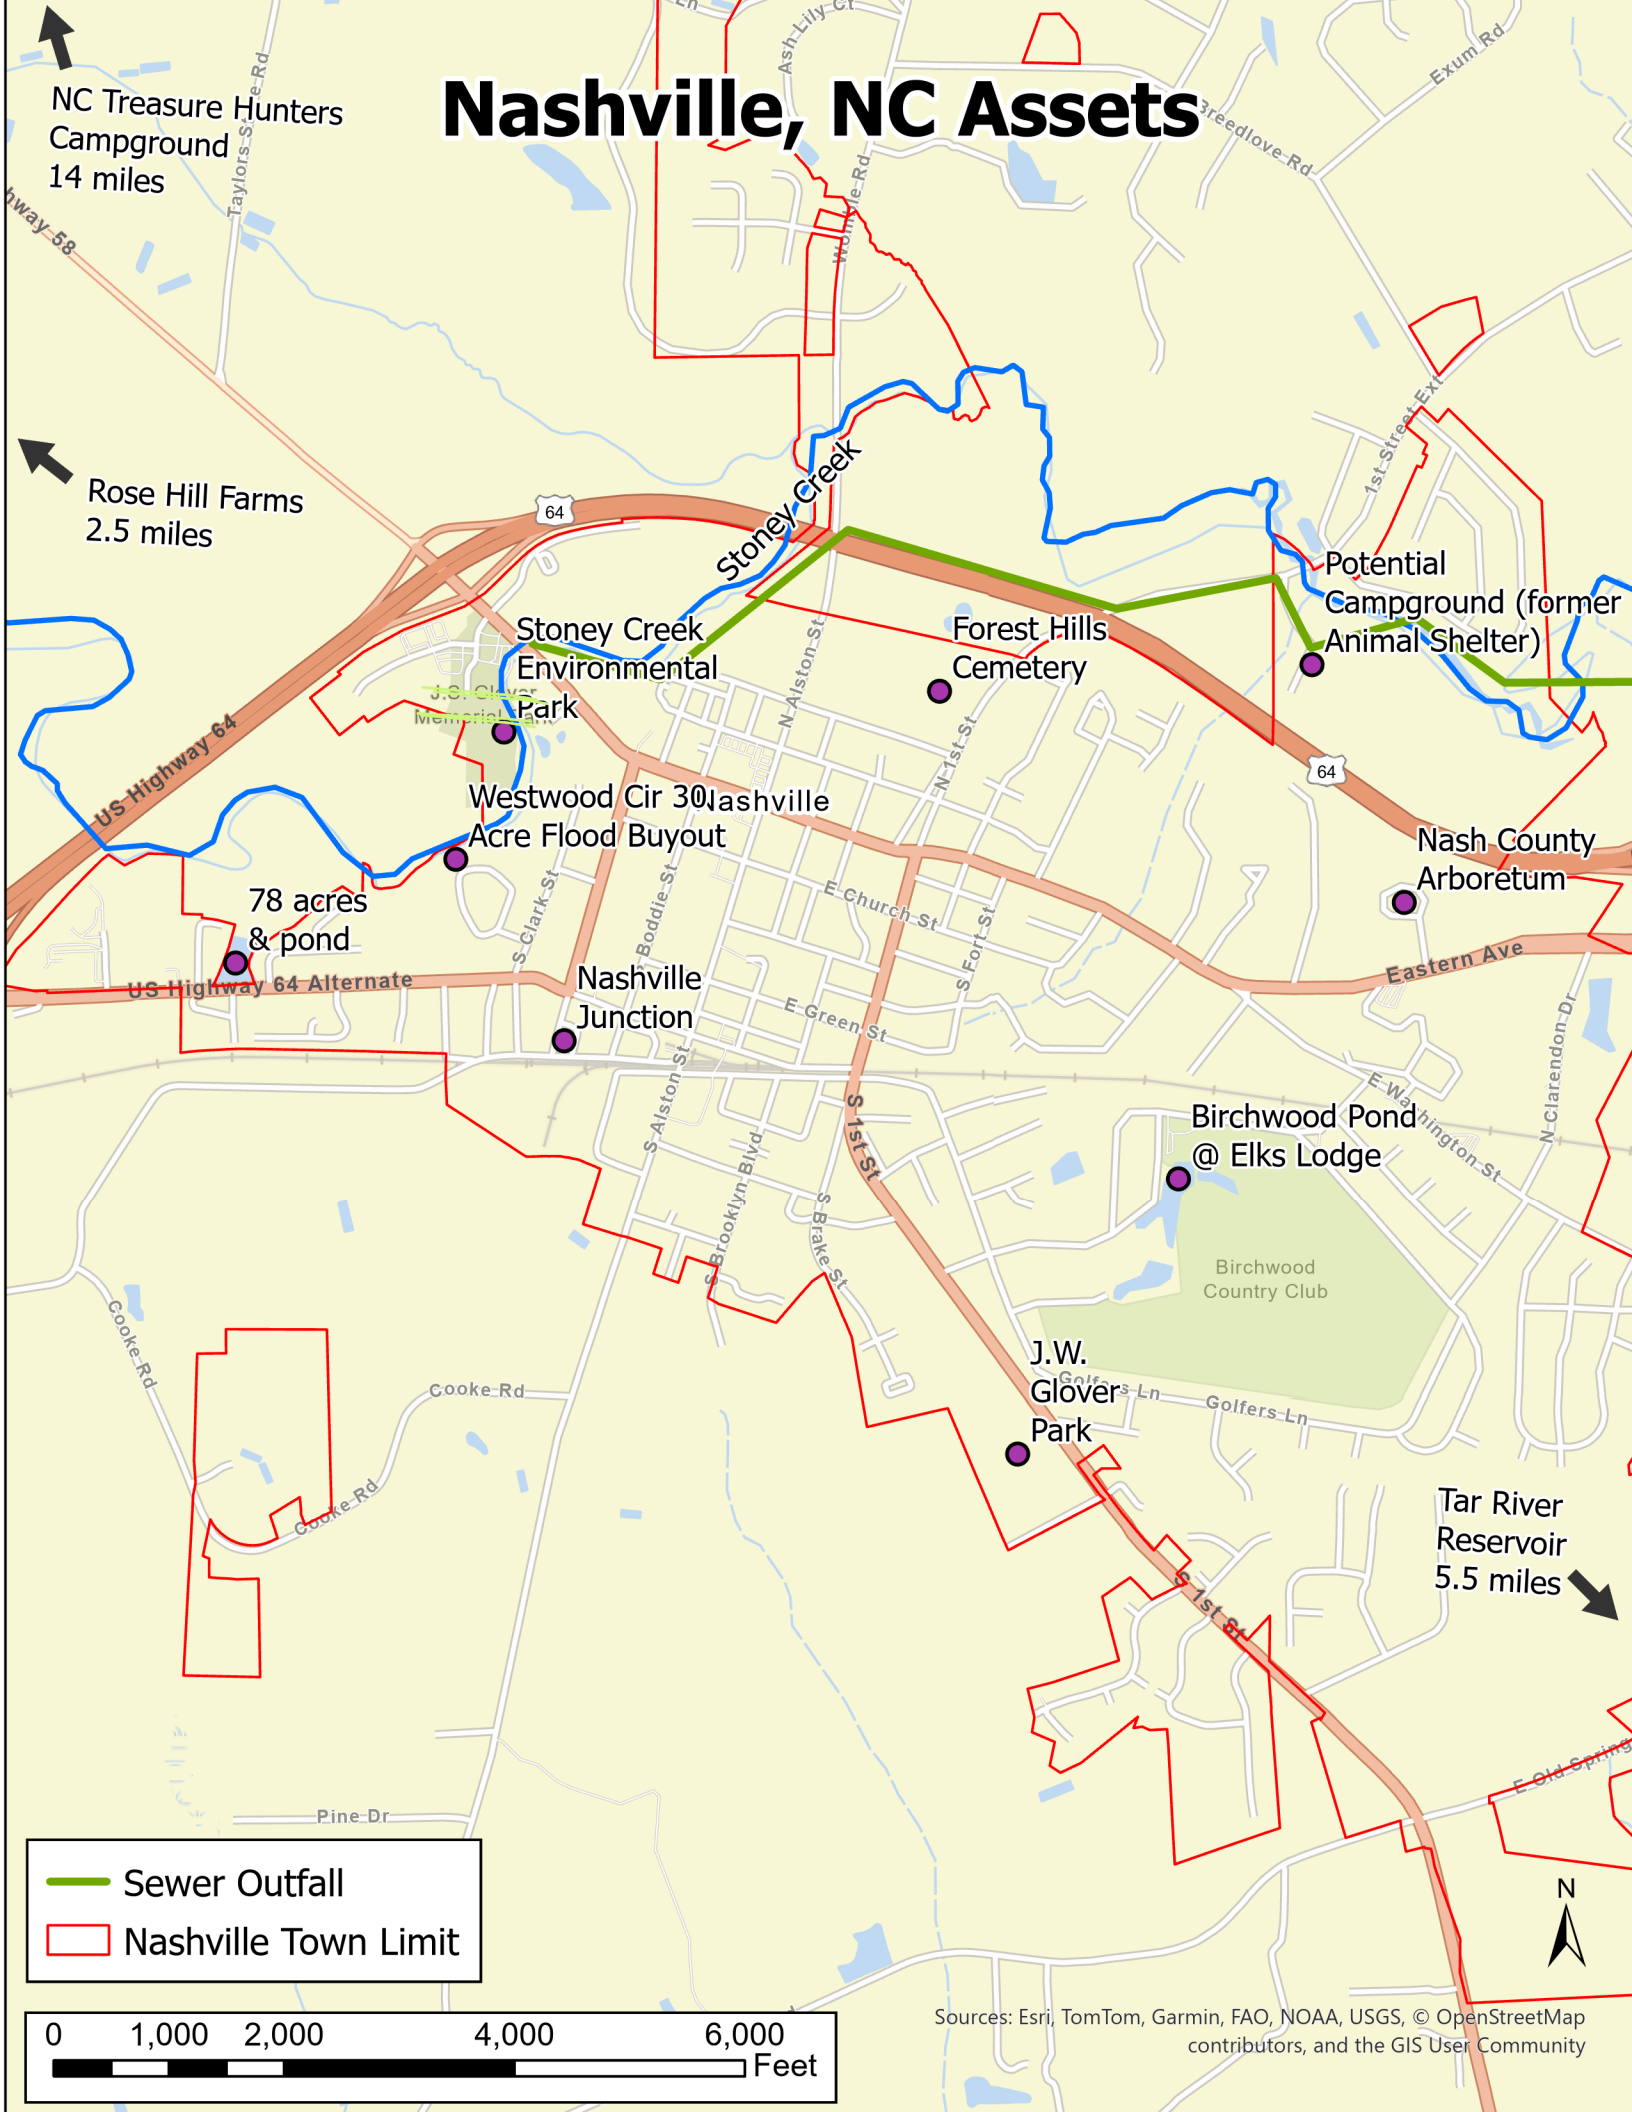 Ln
Ash Lily Ct
Exum Rd
NC Treasure Hunters
Campground
14 miles
Nashville, NC Assets
Breedlove Rd
Womble Rd
hway 58
1st Street Ext
Rose Hill Farms
2.5 miles
64
Stoney Creek
Potential
Campground (former
Animal Shelter)
Stoney Creek
Environmental
Park
Forest Hills
Cemetery
N Alston St
N 1st St
US Highway 64
64
Westwood Cir 30
Acre Flood Buyout
Nashville
Nash County
Arboretum
78 acres
& pond
S Clark St
Boddie St
E Church St
S Fort St
Eastern Ave
US Highway 64 Alternate
Nashville
Junction
E Green St
N Clarendon Dr
S Alston St
E Washington St
S 1st St
Birchwood Pond
@ Elks Lodge
S Brooklyn Blvd
S Brake St
Birchwood
Country Club
Cooke Rd
J.W.
Glover
Park
Golfers Ln
Golfers Ln
Cooke Rd
Cooke Rd
Tar River
Reservoir
5.5 miles
S 1st St
E Old Spring
Pine Dr
Sewer Outfall
Nashville Town Limit
N
0 1,000 2,000 4,000 6,000
Feet
Sources: Esri, TomTom, Garmin, FAO, NOAA, USGS, © OpenStreetMap
contributors, and the GIS User Community